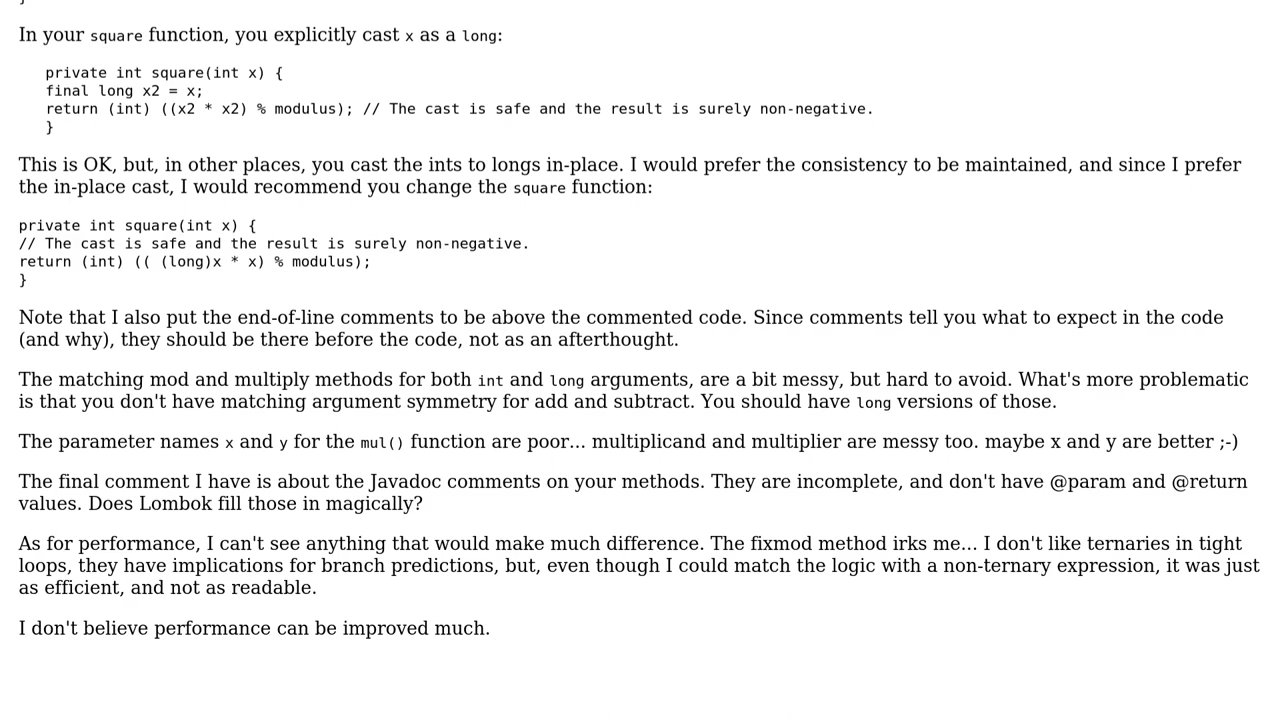 In your square function, you explicitly cast x as a long:
private int square(int x) {
final long x2 = x;
return (int) ((x2 * x2) % modulus); // The cast is safe and the result is surely non-negative.
}
This is OK, but, in other places, you cast the ints to longs in-place. I would prefer the consistency to be maintained, and since I prefer
the in-place cast, I would recommend you change the square function:
private int square(int x) {
// The cast is safe and the result is surely non-negative.
return (int) (( (long)x * x) % modulus);
}
Note that I also put the end-of-line comments to be above the commented code. Since comments tell you what to expect in the code
(and why), they should be there before the code, not as an afterthought.
The matching mod and multiply methods for both int and long arguments, are a bit messy, but hard to avoid. What's more problematic
is that you don't have matching argument symmetry for add and subtract. You should have long versions of those.
The parameter names x and y for the mul() function are poor... multiplicand and multiplier are messy too. maybe x and y are better ;-)
The final comment I have is about the Javadoc comments on your methods. They are incomplete, and don't have @param and @return
values. Does Lombok fill those in magically?
As for performance, I can't see anything that would make much difference. The fixmod method irks me... I don't like ternaries in tight
loops, they have implications for branch predictions, but, even though I could match the logic with a non-ternary expression, it was just
as efficient, and not as readable.
I don't believe performance can be improved much.